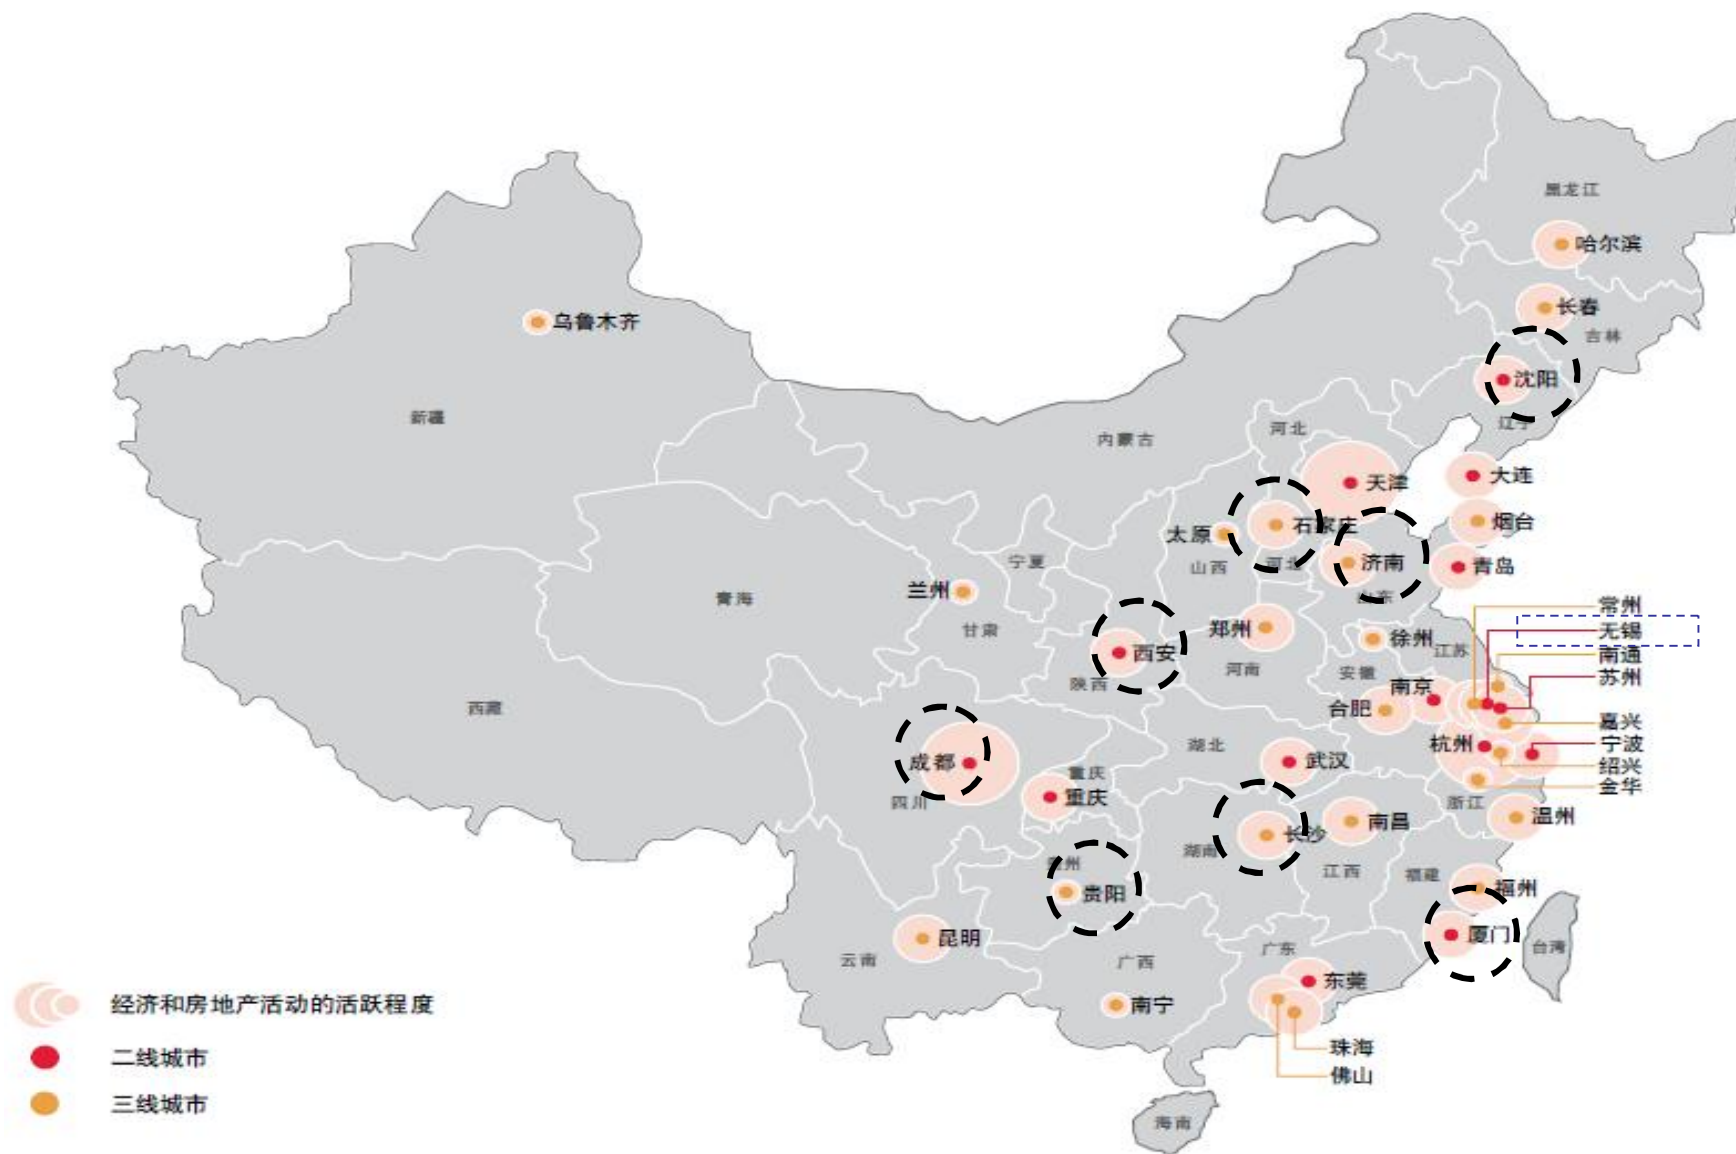 黑龙江
哈尔滨
长春
吉林
乌鲁木齐
沈阳
新疆
辽宁
河北
内蒙古
大连
天津
烟台
石家庄
太原
济南
青岛
宁夏
山西
河北
兰州
青海
山东
常州
甘肃
郑州
无锡
徐州
江苏
西安
南通
河南
安徽
苏州
陕西
南京
西藏
合肥
嘉兴
湖北
杭州
宁波
成都
武汉
绍兴
重庆
金华
四川
重庆
浙江
温州
南昌
长沙
湖南
贵州
江西
福建
贵阳
福州
昆明
厦门
广东
台湾
云南
广西
东莞
经济和房地产活动的活跃程度
南宁
珠海
二线城市
佛山
三线城市
海南